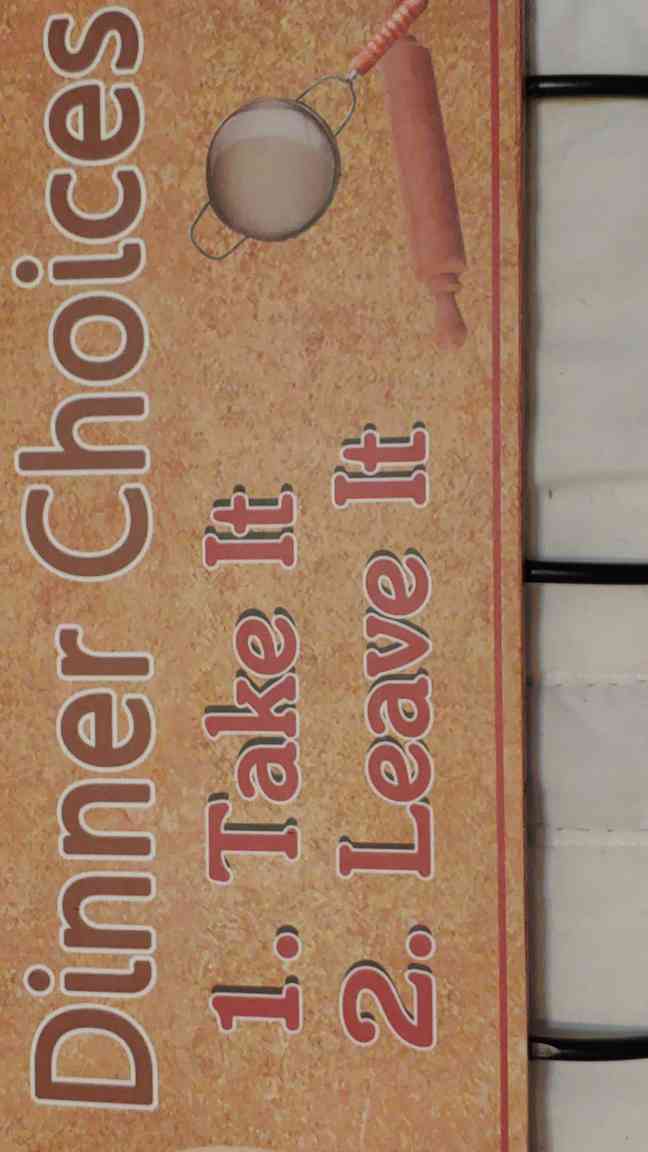 Dinner Choices
1. Take It
2. Leave It